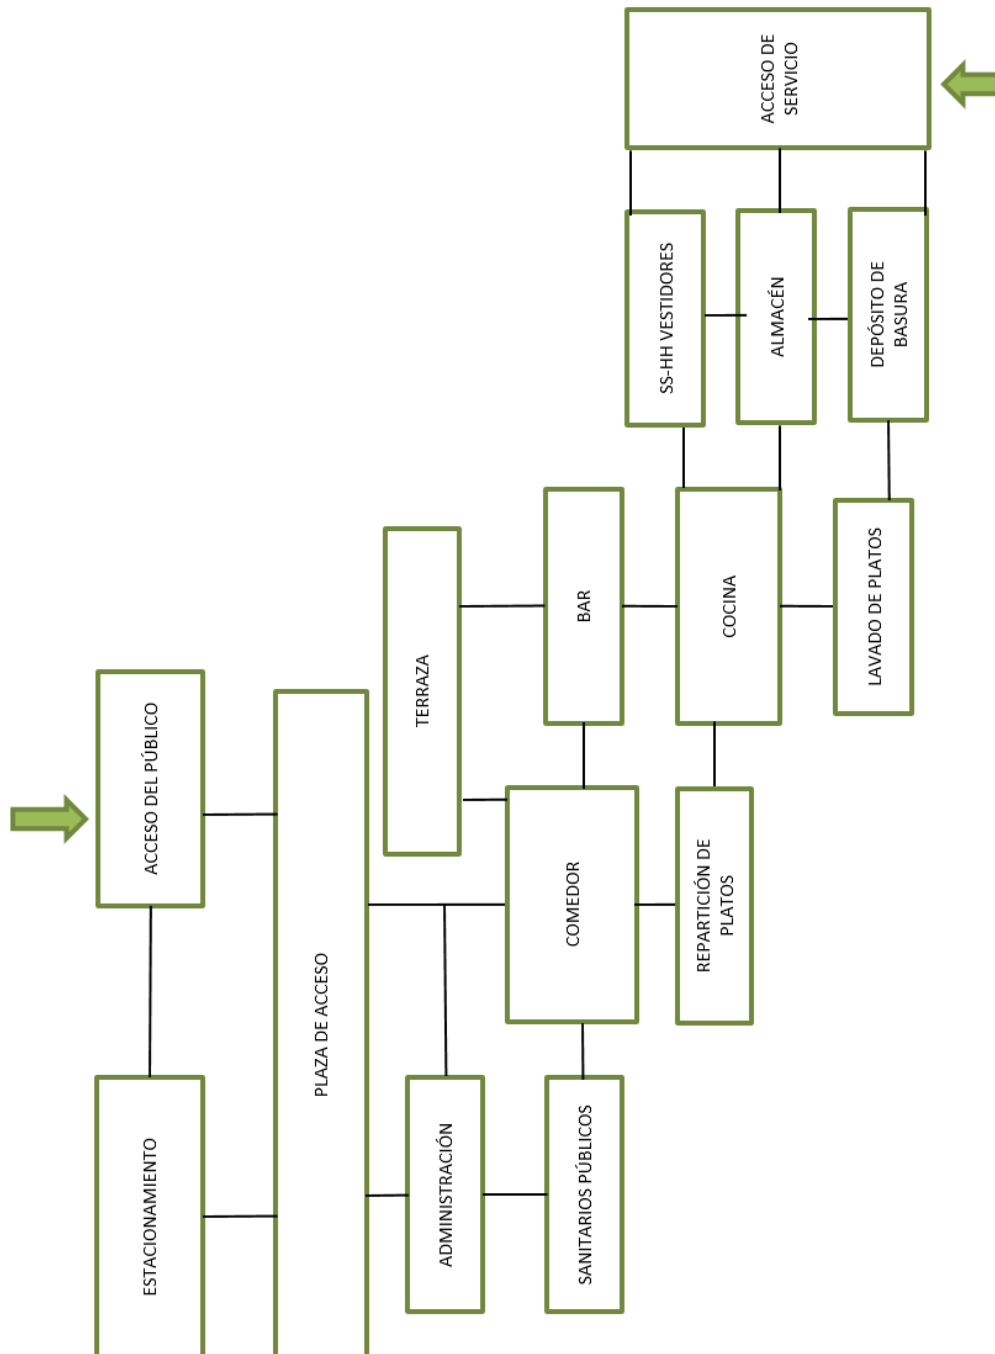 ESTACIONAMIENTO
ACCESO DEL PÚBLICO
PLAZA DE ACCESO
ADMINISTRACIÓN
TERRAZA
SANITARIOS PÚBLICOS
COMEDOR
BAR
REPARTICIÓN DE
PLATOS
COCINA
SS-HH VESTIDORES
ACCESO DE
SERVICIO
ALMACÉN
LAVADO DE PLATOS
DEPÓSITO DE
BASURA